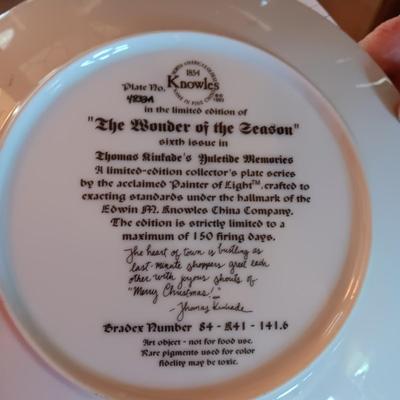 1854
Knowles
Plate No.
in the limited edition of
"The Wonder of the Season"
sixth issue in
Thomas Kinkade's Yuletide Memories
A limited-edition collector's plate series
by the acclaimed Painter of Light™, crafted to
exacting standards under the hallmark of the
Edwin M. Knowles China Company.
The edition is strictly limited to a
maximum of 150 firing days.
The heart of town is bustling as
last-minute shoppers greet each
other with joyous shouts of
"Merry Christmas!"
-Thomas Kinkade
Bradex Number 84 - K41 - 141.6
Art object - not for food use.
Rare pigments used for color
fidelity may be toxic.